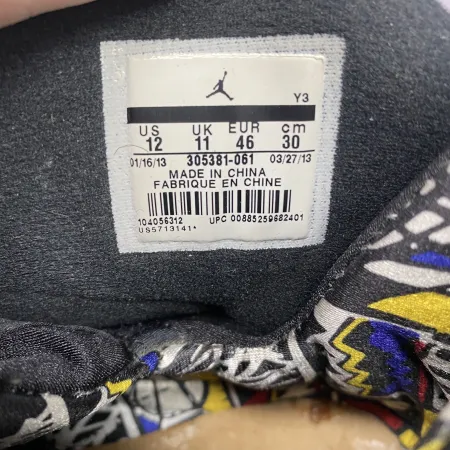 Y3
US UK EUR cm
12 11 46 30
01/16/13 305381-061 03/27/13
MADE IN CHINA
FABRIQUE EN CHINE
104056312 UPC 00885259682401
US5713141*